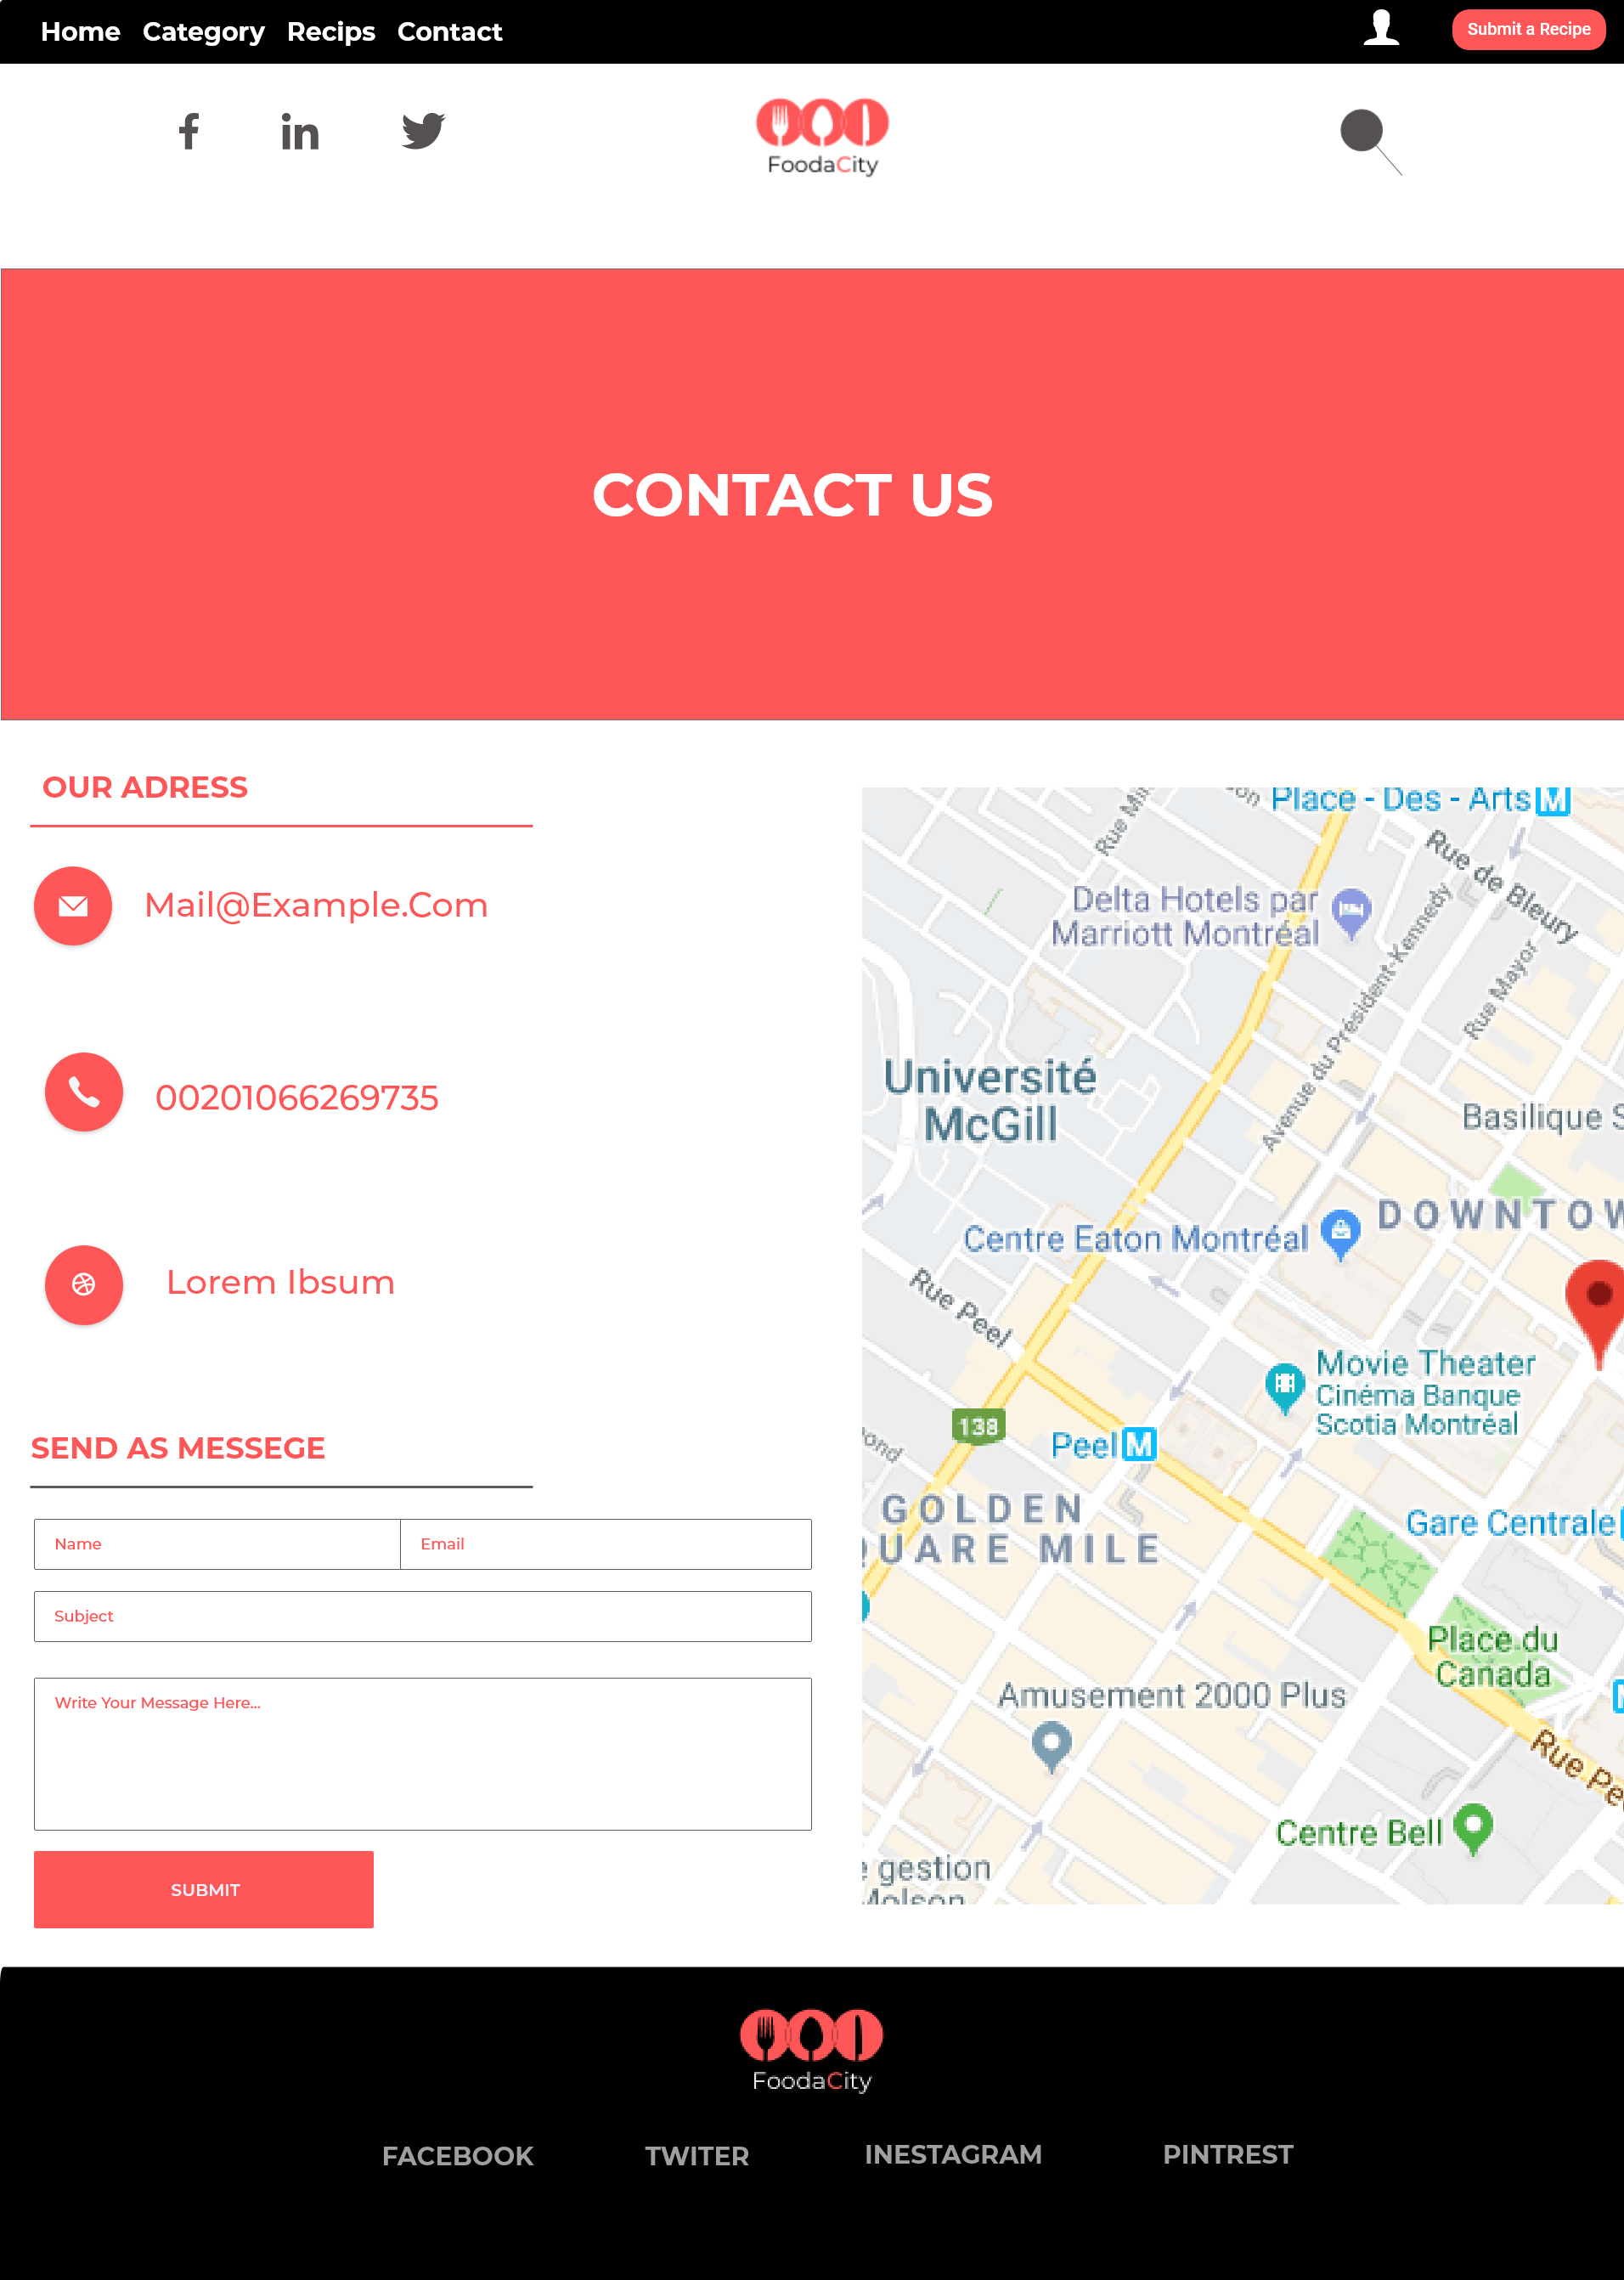 Home Category Recips Contact
Submit a Recipe
FoodaCity
CONTACT US
OUR ADRESS
Mail@Example.Com
00201066269735
Lorem Ibsum
SEND AS MESSEGE
Name
Email
Subject
Write Your Message Here...
SUBMIT
Place - Des - Arts M
Rue de Bleury
Delta Hotels par
Marriott Montréal
Avenue du Président-Kennedy
Rue Mayor
Université
McGill
Basilique
Centre Eaton Montréal
DOWNTOW
Rue Peel
Movie Theater
Cinéma Banque
Scotia Montréal
138
Peel M
GOLDEN
UARE MILE
Gare Centrale
Place du
Canada
Amusement 2000 Plus
Rue Pe
Centre Bell
gestion
Molson
FoodaCity
FACEBOOK TWITER INESTAGRAM PINTREST